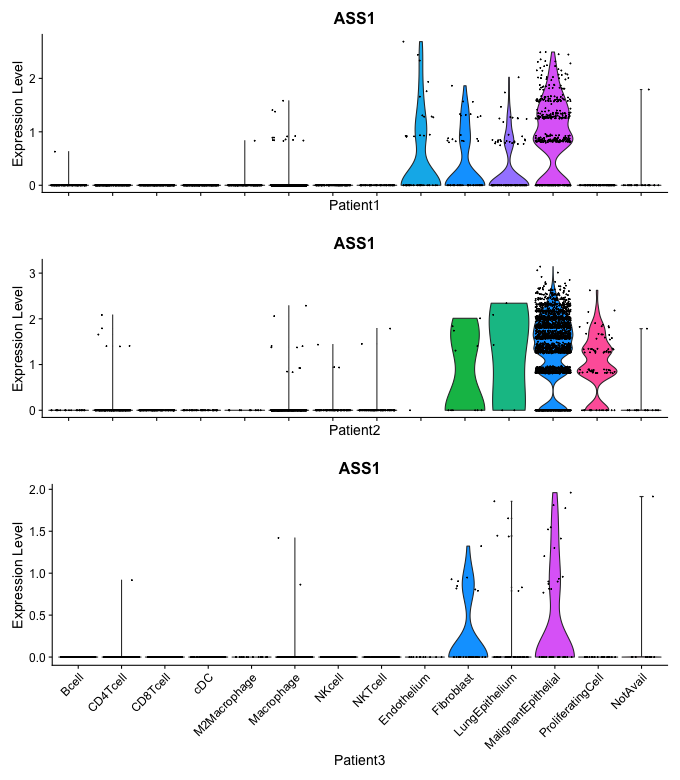 ASS1
Expression Level
2
1
0
Patient1
ASS1
Expression Level
3
2
1
0
Patient2
ASS1
Expression Level
2.0
1.5
1.0
0.5
0.0
Bcell
CD4Tcell
CD8Tcell
cDC
M2Macrophage
Macrophage
NKcell
NKTcell
Endothelium
Fibroblast
LungEpithelium
MalignantEpithelial
ProliferatingCell
NotAvail
Patient3